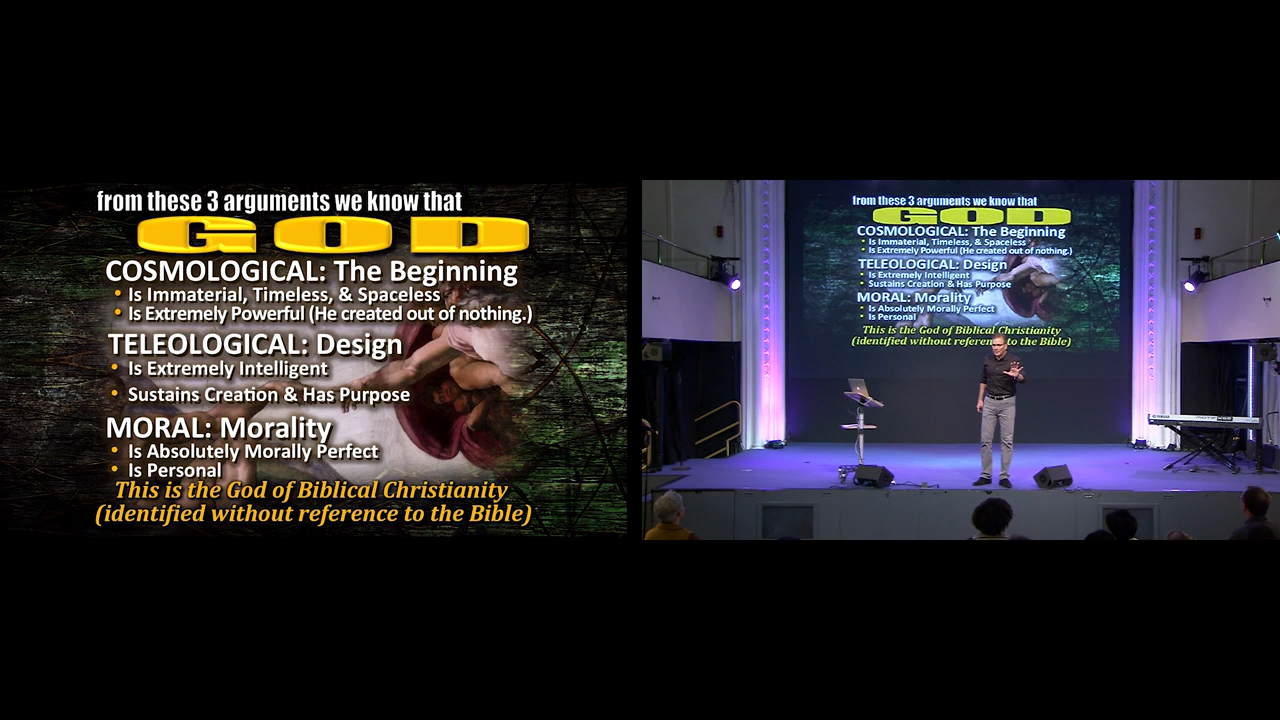 from these 3 arguments we know that
GOD
COSMOLOGICAL: The Beginning
• Is Immaterial, Timeless, & Spaceless
• Is Extremely Powerful (He created out of nothing.)
TELEOLOGICAL: Design
• Is Extremely Intelligent
• Sustains Creation & Has Purpose
MORAL: Morality
• Is Absolutely Morally Perfect
• Is Personal
This is the God of Biblical Christianity
(identified without reference to the Bible)
from these 3 arguments we know that
GOD
COSMOLOGICAL: The Beginning
• Is Immaterial, Timeless, & Spaceless
• Is Extremely Powerful (He created out of nothing.)
TELEOLOGICAL: Design
• Is Extremely Intelligent
• Sustains Creation & Has Purpose
MORAL: Morality
• Is Absolutely Morally Perfect
• Is Personal
This is the God of Biblical Christianity
(identified without reference to the Bible)